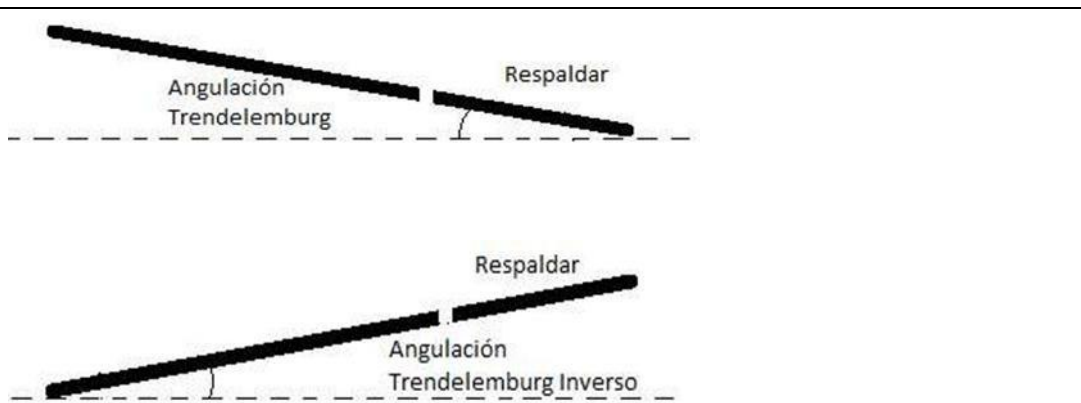 Respaldar
Angulación
Trendelemburg
Respaldar
Angulación
Trendelemburg Inverso